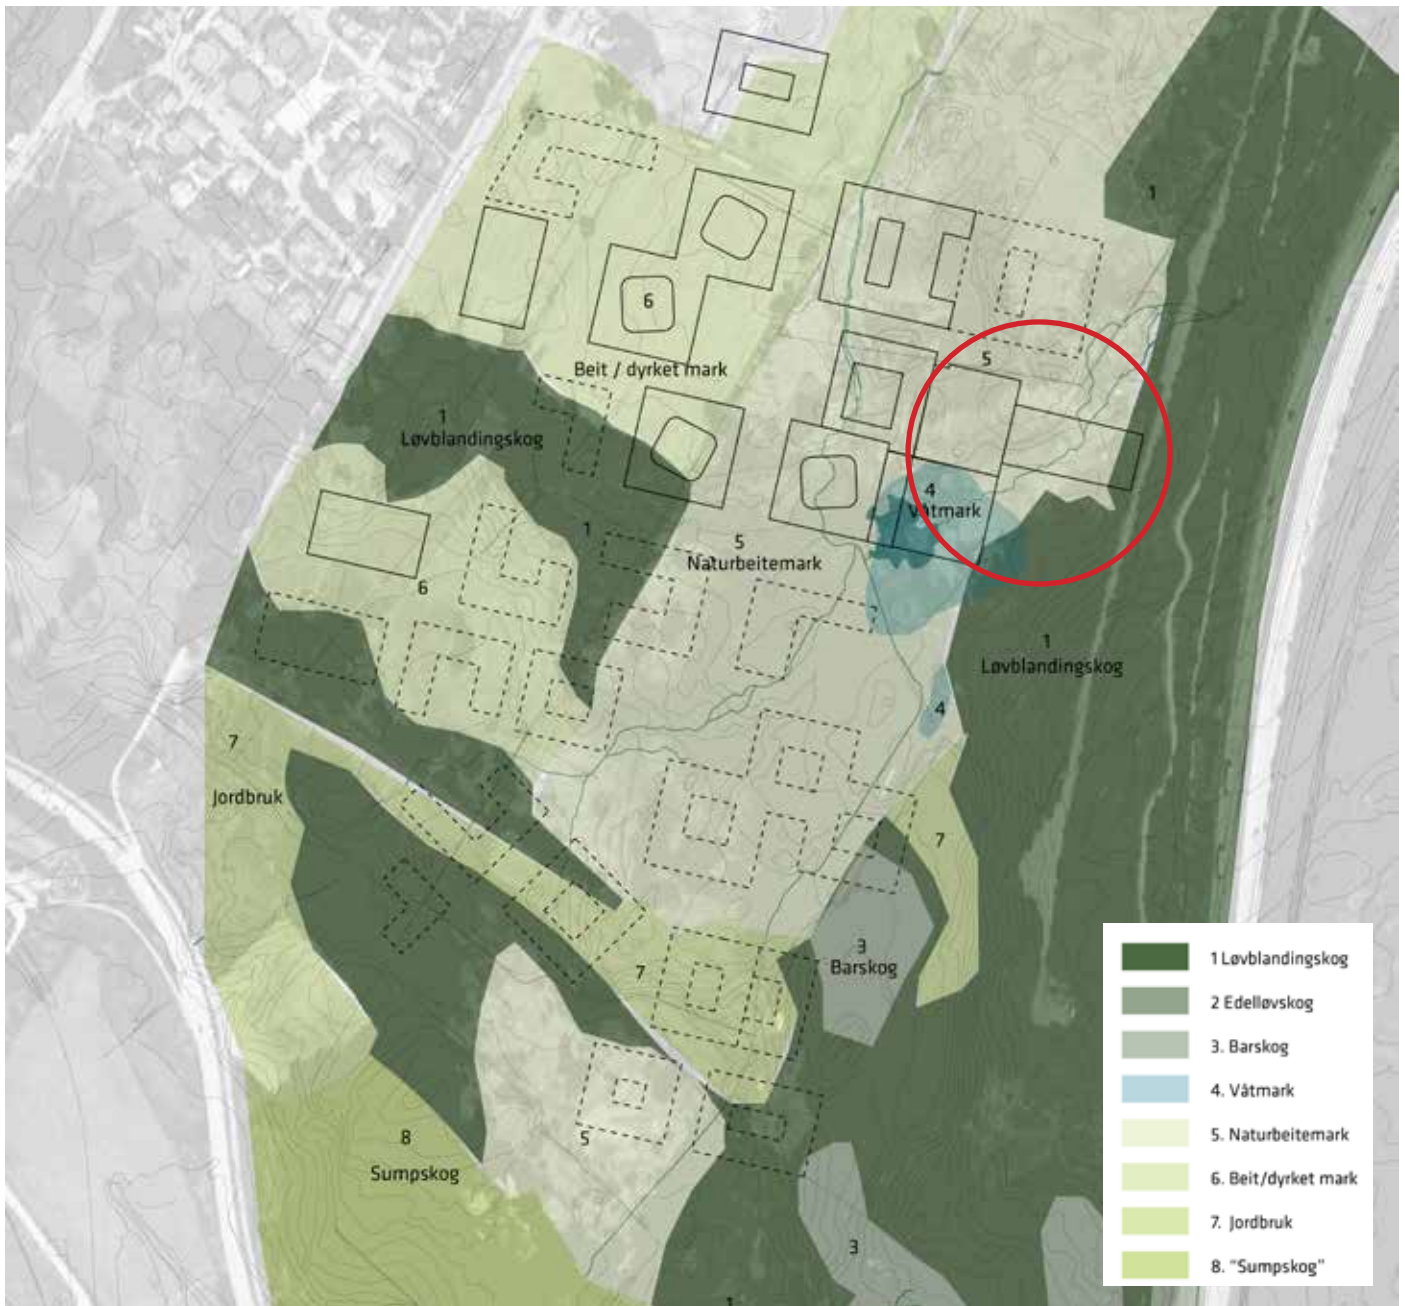 1
5
6
Beit / dyrket mark
1
Løvblandingskog
4
Våtmark
1
5
Naturbeitemark
6
1
Løvblandingskog
4
7
Jordbruk
7
3
Barskog
7
8
Sumpskog
5
3
1
1 Løvblandingskog
2 Edelløvskog
3. Barskog
4. Våtmark
5. Naturbeitemark
6. Beit/dyrket mark
7. Jordbruk
8. "Sumpskog"